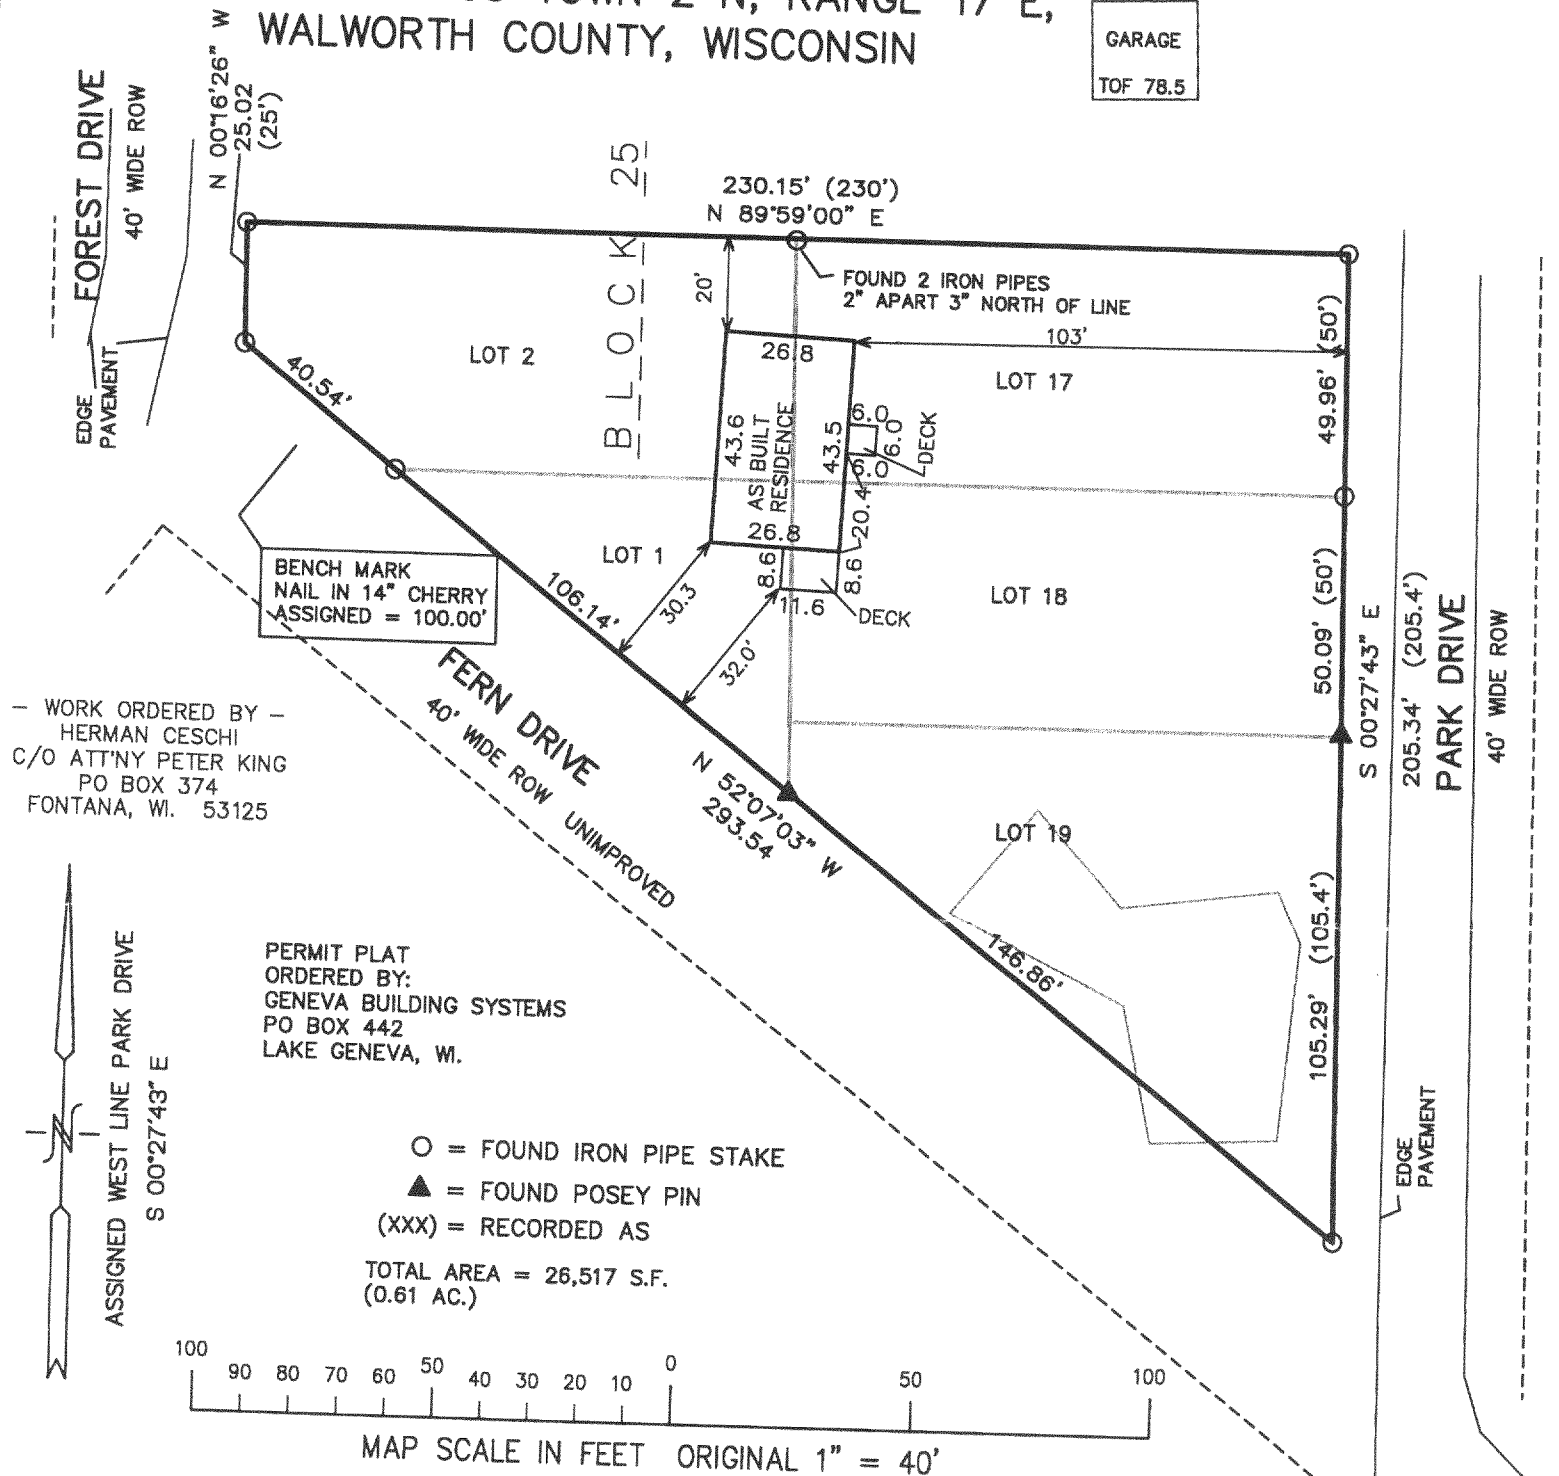 TOWN 2 N, RANGE 17 E,
WALWORTH COUNTY, WISCONSIN
GARAGE
TOF 78.5
FOREST DRIVE
40' WIDE ROW
N 00°16'26" W
25.02
(25')
BLOCK 25
230.15' (230')
N 89°59'00" E
FOUND 2 IRON PIPES
2" APART 3" NORTH OF LINE
20'
103'
26.8
LOT 2
LOT 17
EDGE
PAVEMENT
40.54'
43.6
AS BUILT
RESIDENCE
43.5
6.0
6.0
6.0
DECK
20.4
49.96' (50')
26.8
LOT 1
8.6
8.6
11.6
DECK
LOT 18
BENCH MARK
NAIL IN 14" CHERRY
ASSIGNED = 100.00'
106.14'
30.3
32.0'
50.09' (50')
S 00°27'43" E
205.34' (205.4')
PARK DRIVE
40' WIDE ROW
FERN DRIVE
40' WIDE ROW UNIMPROVED
N 52°07'03" W
293.54
— WORK ORDERED BY —
HERMAN CESCHI
C/O ATT'NY PETER KING
PO BOX 374
FONTANA, WI. 53125
LOT 19
146.86'
105.29' (105.4')
PERMIT PLAT
ORDERED BY:
GENEVA BUILDING SYSTEMS
PO BOX 442
LAKE GENEVA, WI.
N
ASSIGNED WEST LINE PARK DRIVE
S 00°27'43" E
EDGE
PAVEMENT
= FOUND IRON PIPE STAKE
= FOUND POSEY PIN
(XXX) = RECORDED AS
TOTAL AREA = 26,517 S.F.
(0.61 AC.)
100 90 80 70 60 50 40 30 20 10 0 50 100
MAP SCALE IN FEET ORIGINAL 1" = 40'